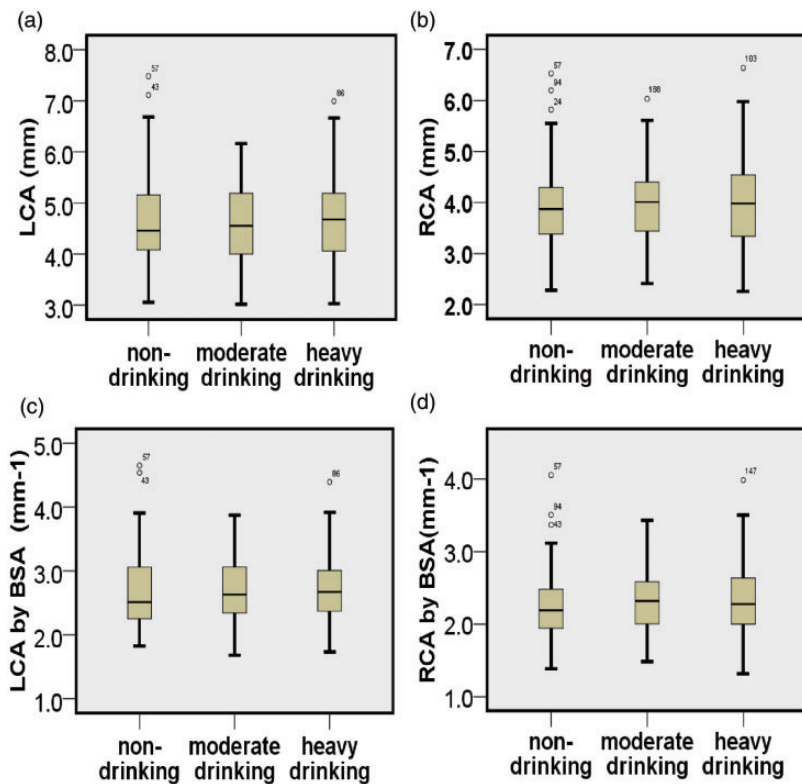 (a)
LCA (mm)
8.0
7.0
6.0
5.0
4.0
3.0
57
43
86
non-drinking
moderate drinking
heavy drinking
(b)
RCA (mm)
7.0
6.0
5.0
4.0
3.0
2.0
57
94
24
188
103
non-drinking
moderate drinking
heavy drinking
(c)
LCA by BSA (mm-1)
5.0
4.0
3.0
2.0
1.0
57
43
86
non-drinking
moderate drinking
heavy drinking
(d)
RCA by BSA(mm-1)
4.0
3.0
2.0
1.0
57
94
43
147
non-drinking
moderate drinking
heavy drinking